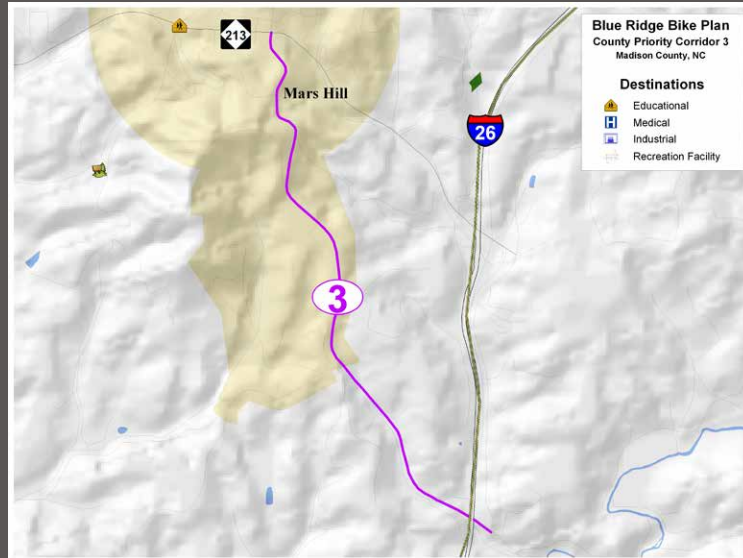 Blue Ridge Bike Plan
County Priority Corridor 3
Madison County, NC
Destinations
Educational
Medical
Industrial
Recreation Facility
213
Mars Hill
26
3